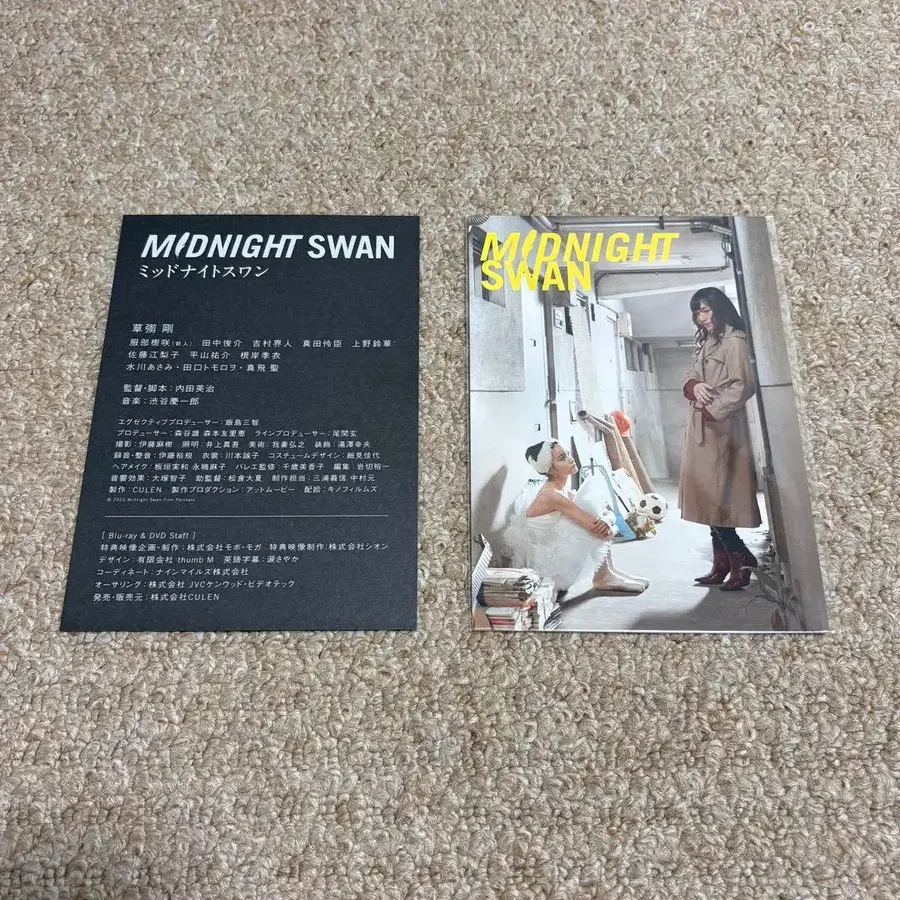 MIDNIGHT SWAN
ミッドナイトスワン
草彅 剛
服部樹咲(新人) 田中俊介 吉村界人 真田怜臣 上野鈴華
佐藤江梨子 平山祐介 根岸季衣
水川あさみ・田口トモロヲ・真飛 聖
監督・脚本:内田英治
音楽:渋谷慶一郎
エグゼクティブプロデューサー:飯島三智
プロデューサー:森谷雄 森本友里恵 ラインプロデューサー:尾関玄
撮影:伊藤麻樹 照明:井上真吾 美術:我妻弘之 装飾:湯澤幸夫
録音・整音:伊藤裕規 衣裳:川本誠子 コスチュームデザイン:細見佳代
ヘアメイク:板垣実和 永嶋麻子 バレエ監修:千歳美香子 編集:岩切裕一
音響効果:大塚智子 助監督:松倉大夏 制作担当:三浦義信 中村元
製作:CULEN 製作プロダクション:アットムービー 配給:キノフィルムズ
© 2020 Midnight Swan Film Partners
[ Blu-ray & DVD Staff ]
特典映像企画・制作:株式会社モボ・モガ 特典映像制作:株式会社シオン
デザイン:有限会社 thumb M 英語字幕:涙さやか
コーディネート:ナインマイルズ株式会社
オーサリング:株式会社 JVCケンウッド・ビデオテック
発売・販売元:株式会社CULEN
MIDNIGHT
SWAN